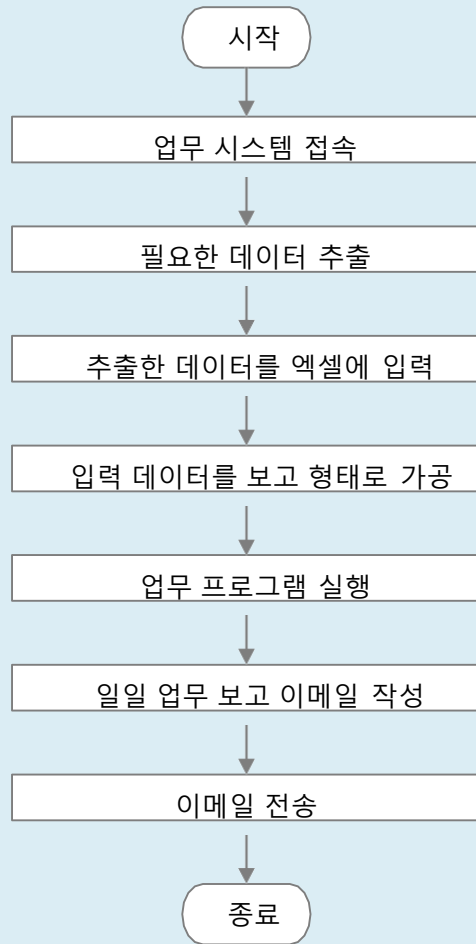 시작
업무 시스템 접속
필요한 데이터 추출
추출한 데이터를 엑셀에 입력
입력 데이터를 보고 형태로 가공
업무 프로그램 실행
일일 업무 보고 이메일 작성
이메일 전송
종료